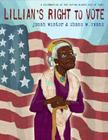 A CELEBRATION OF THE VOTING RIGHTS ACT OF 1965
LILLIAN'S RIGHT TO VOTE
jonah winter & shane w. evans